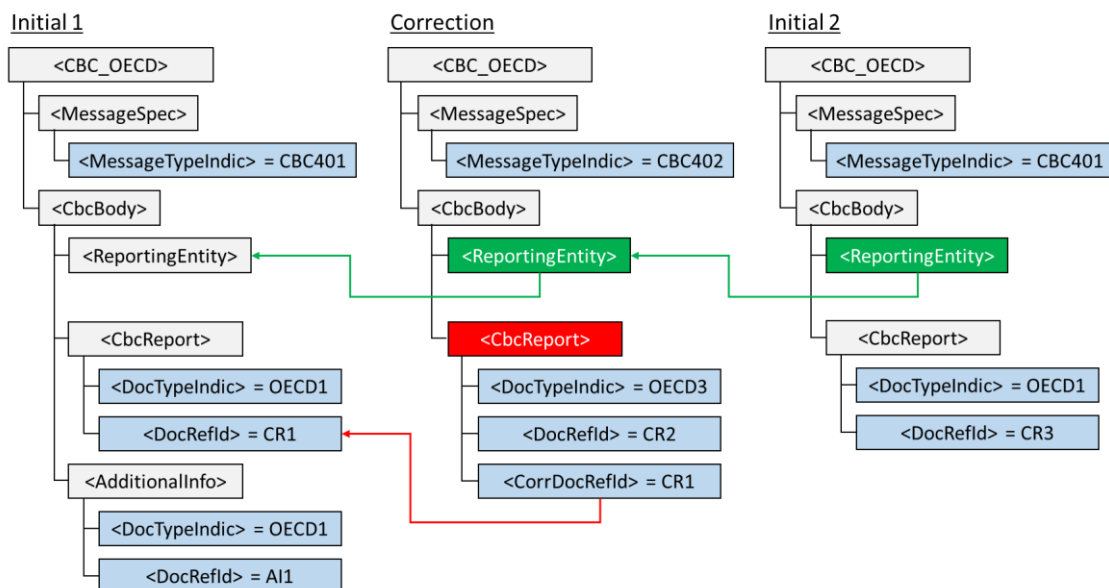 Initial 1
<CBC_OECD>
<MessageSpec>
<MessageTypeIndic> = CBC401
<CbcBody>
<ReportingEntity>
<CbcReport>
<DocTypeIndic> = OECD1
<DocRefId> = CR1
<AdditionalInfo>
<DocTypeIndic> = OECD1
<DocRefId> = AI1
Correction
<CBC_OECD>
<MessageSpec>
<MessageTypeIndic> = CBC402
<CbcBody>
<ReportingEntity>
<CbcReport>
<DocTypeIndic> = OECD3
<DocRefId> = CR2
<CorrDocRefId> = CR1
Initial 2
<CBC_OECD>
<MessageSpec>
<MessageTypeIndic> = CBC401
<CbcBody>
<ReportingEntity>
<CbcReport>
<DocTypeIndic> = OECD1
<DocRefId> = CR3